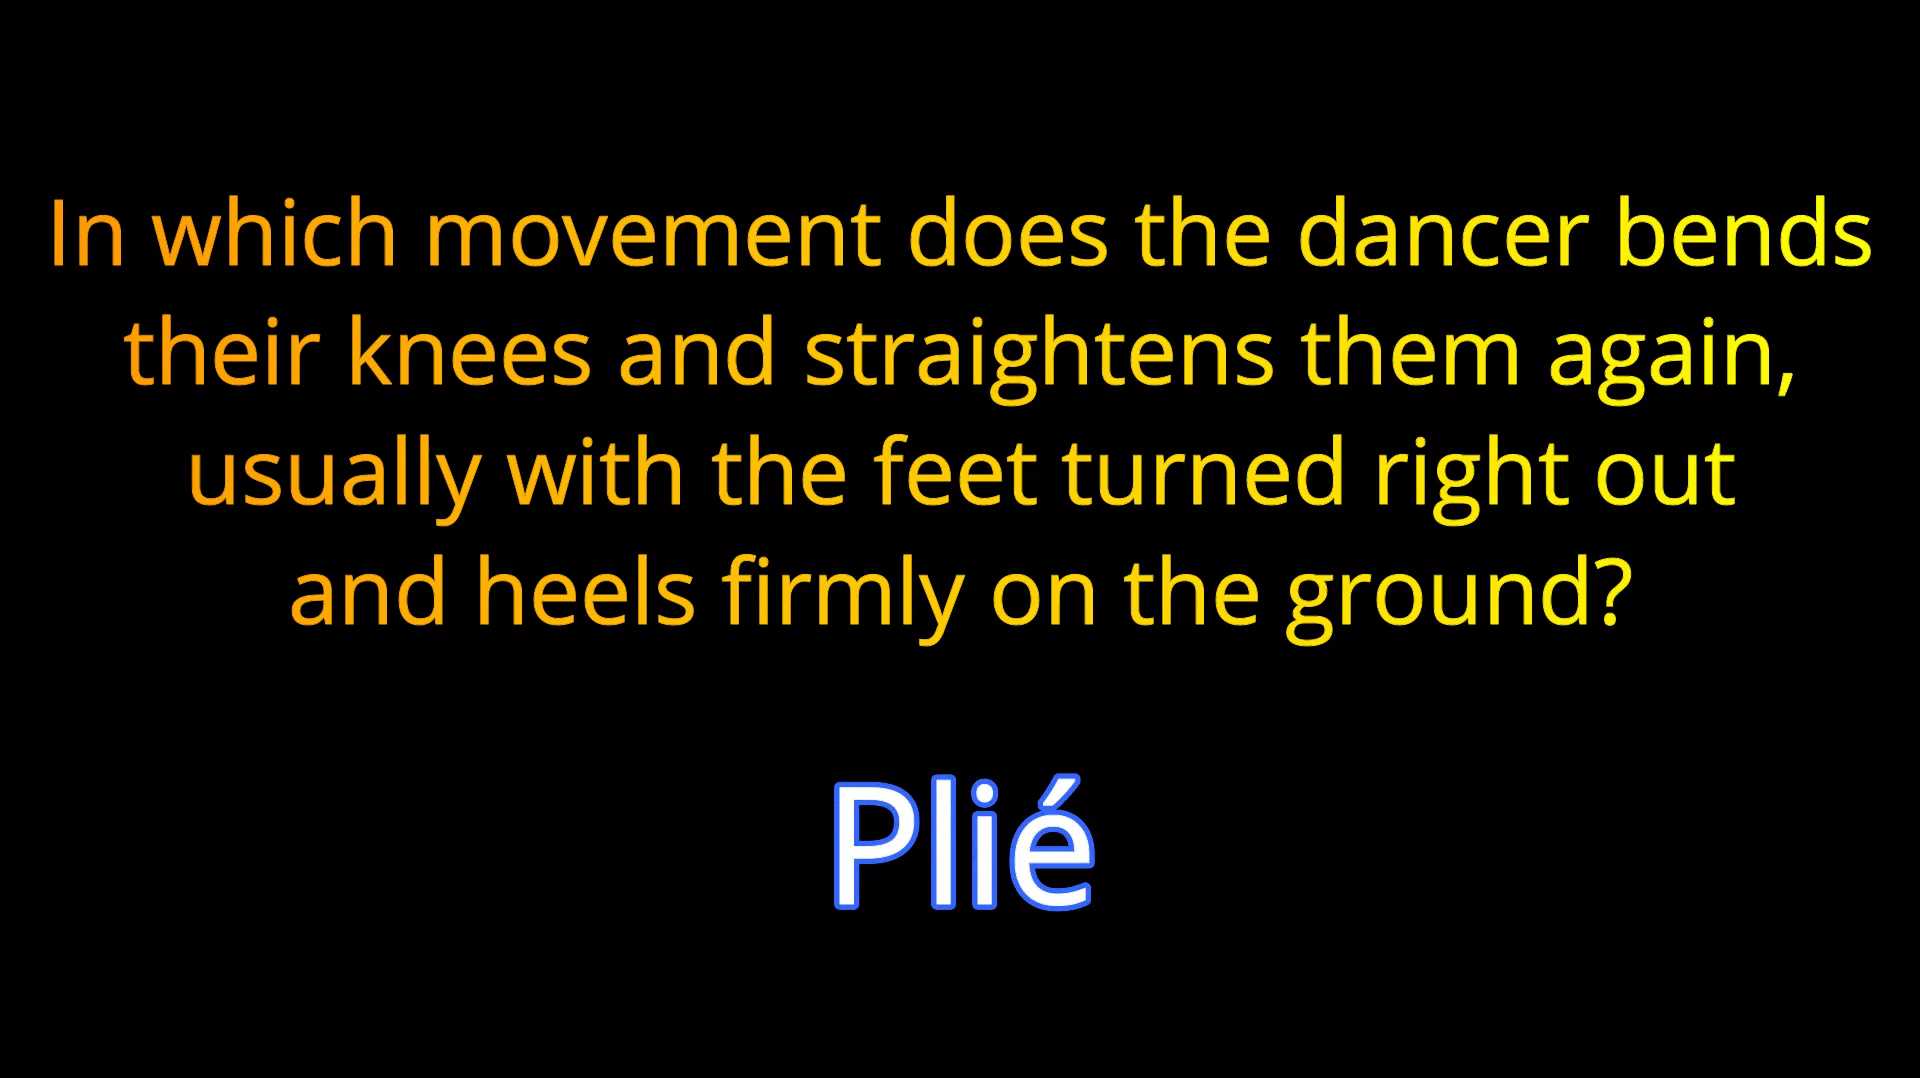 In which movement does the dancer bends
their knees and straightens them again,
usually with the feet turned right out
and heels firmly on the ground?
Plié